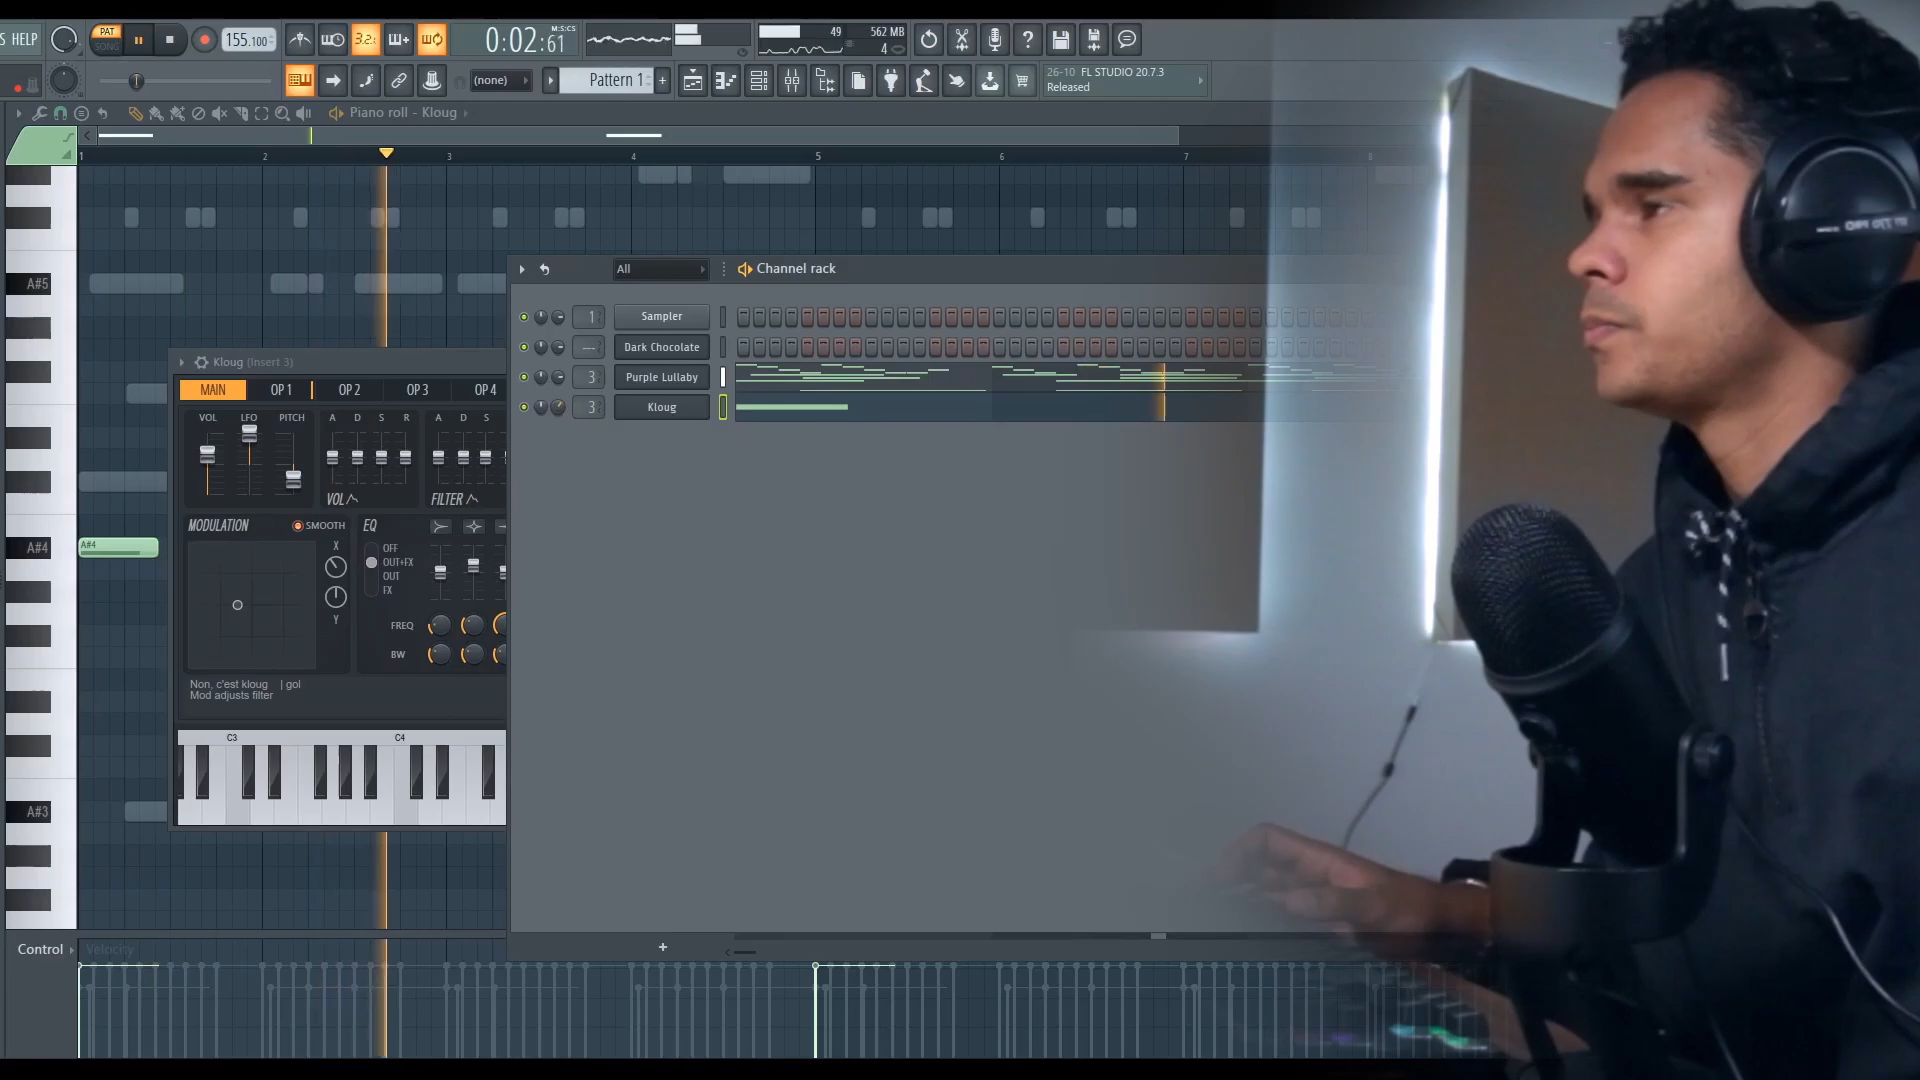 S HELP
PAT
SONG
155.100
3.2.
0:02:61
M:S:CS
49
562 MB
4
(none)
Pattern 1
+
26-10 FL STUDIO 20.7.3
Released
Piano roll - Kloug
1 2 3 4 5 6 7 8
A#5
A#4
A#4
A#3
Kloug (Insert 3)
MAIN OP 1 OP 2 OP 3 OP 4
VOL LFO PITCH A D S R A D S
VOL FILTER
MODULATION SMOOTH EQ
X
Y
OFF
OUT+FX
OUT
FX
FREQ
BW
Non, c'est kloug | gol
Mod adjusts filter
C3 C4
All Channel rack
1 Sampler
--- Dark Chocolate
3 Purple Lullaby
3 Kloug
+
Control Velocity